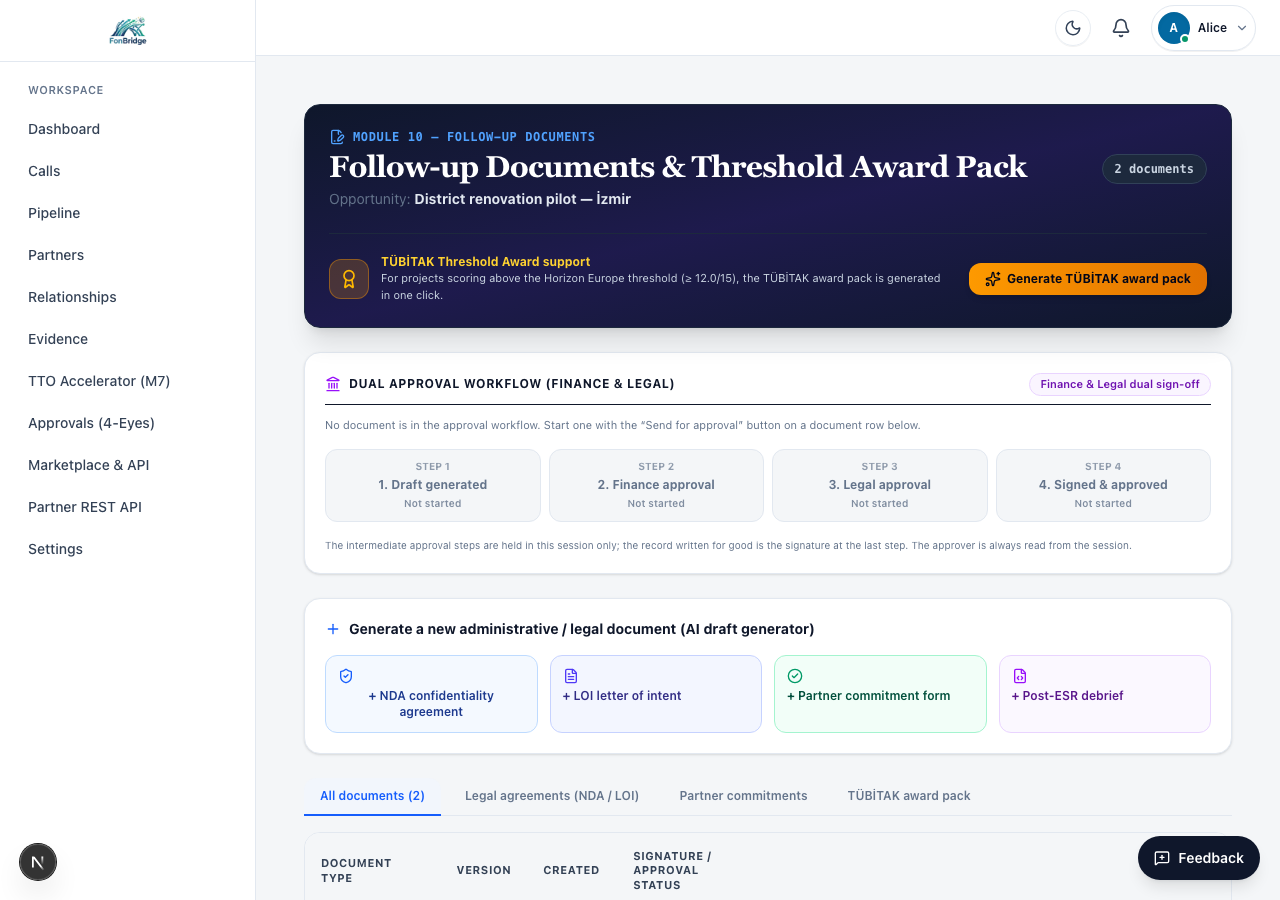 FonBridge
A
Alice
WORKSPACE
Dashboard
Calls
Pipeline
Partners
Relationships
Evidence
TTO Accelerator (M7)
Approvals (4-Eyes)
Marketplace & API
Partner REST API
Settings
N
MODULE 10 — FOLLOW-UP DOCUMENTS
Follow-up Documents & Threshold Award Pack
2 documents
Opportunity: District renovation pilot — İzmir
TÜBİTAK Threshold Award support
For projects scoring above the Horizon Europe threshold (≥ 12.0/15), the TÜBİTAK award pack is generated
in one click.
Generate TÜBİTAK award pack
DUAL APPROVAL WORKFLOW (FINANCE & LEGAL)
Finance & Legal dual sign-off
No document is in the approval workflow. Start one with the “Send for approval” button on a document row below.
STEP 1
1. Draft generated
Not started
STEP 2
2. Finance approval
Not started
STEP 3
3. Legal approval
Not started
STEP 4
4. Signed & approved
Not started
The intermediate approval steps are held in this session only; the record written for good is the signature at the last step. The approver is always read from the session.
Generate a new administrative / legal document (AI draft generator)
+ NDA confidentiality
agreement
+ LOI letter of intent
+ Partner commitment form
+ Post-ESR debrief
All documents (2)
Legal agreements (NDA / LOI)
Partner commitments
TÜBİTAK award pack
DOCUMENT
TYPE
VERSION
CREATED
SIGNATURE /
APPROVAL
STATUS
Feedback